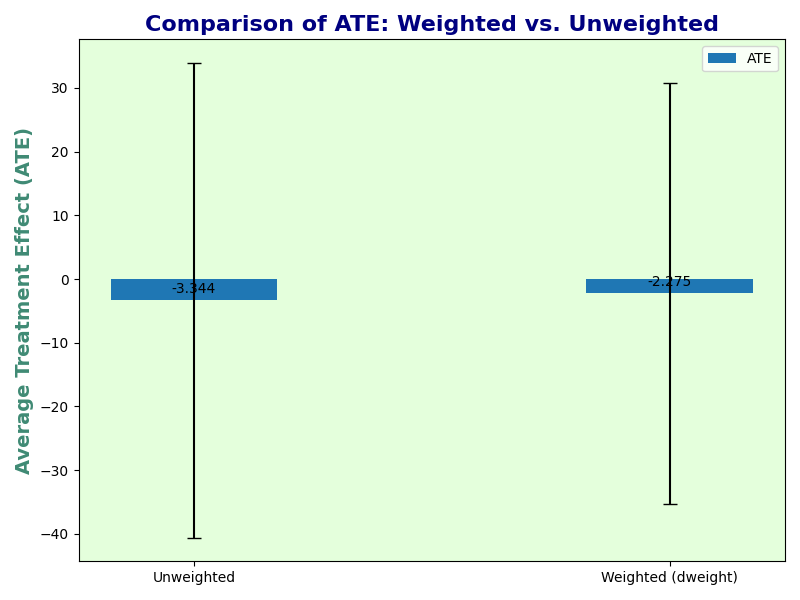 Comparison of ATE: Weighted vs. Unweighted
ATE
Average Treatment Effect (ATE)
30
20
10
0
−10
−20
−30
−40
-3.344
-2.275
Unweighted
Weighted (dweight)